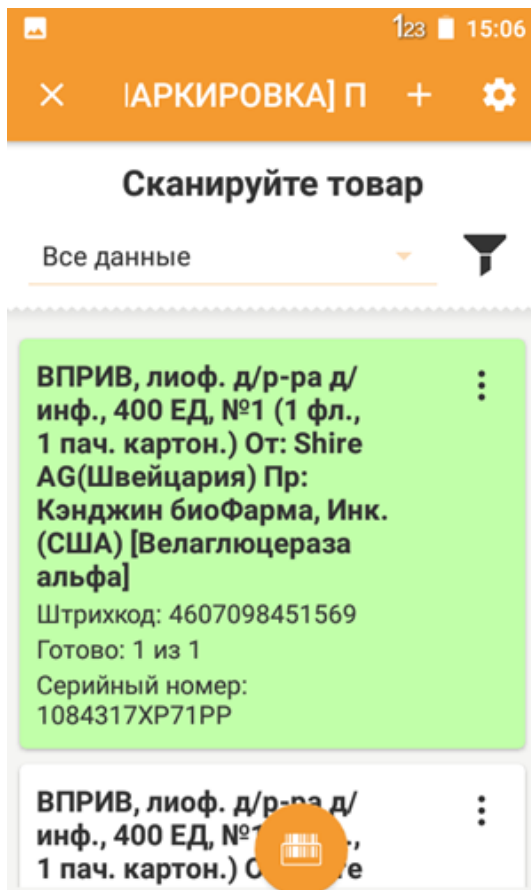 123 15:06
|АРКИРОВКА] П
Сканируйте товар
Все данные
ВПРИВ, лиоф. д/р-ра д/
инф., 400 ЕД, №1 (1 фл.,
1 пач. картон.) От: Shire
AG(Швейцария) Пр:
Кэнджин биоФарма, Инк.
(США) [Велаглюцераза
альфа]
Штрихкод: 4607098451569
Готово: 1 из 1
Серийный номер:
1084317XP71PP
ВПРИВ, лиоф. д/р-ра д/
инф., 400 ЕД,
1 пач. картон.)